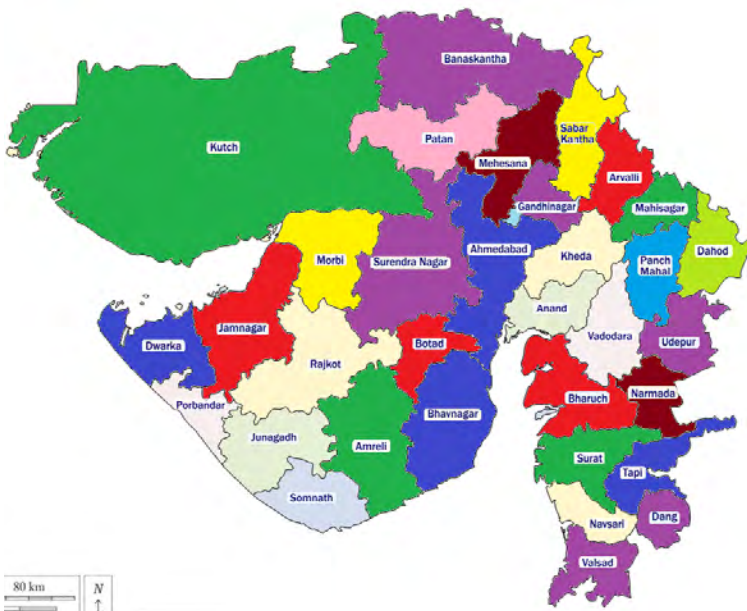 Banaskantha
Patan
Sabar
Kantha
Kutch
Mehesana
Arvalli
Gandhinagar
Mahisagar
Ahmedabad
Kheda
Dahod
Morbi
Surendra Nagar
Panch
Mahal
Anand
Jamnagar
Vadodara
Udepur
Dwarka
Botad
Rajkot
Bharuch
Narmada
Porbandar
Bhavnagar
Junagadh
Amreli
Surat
Tapi
Somnath
Dang
Navsari
Valsad
80 km
N